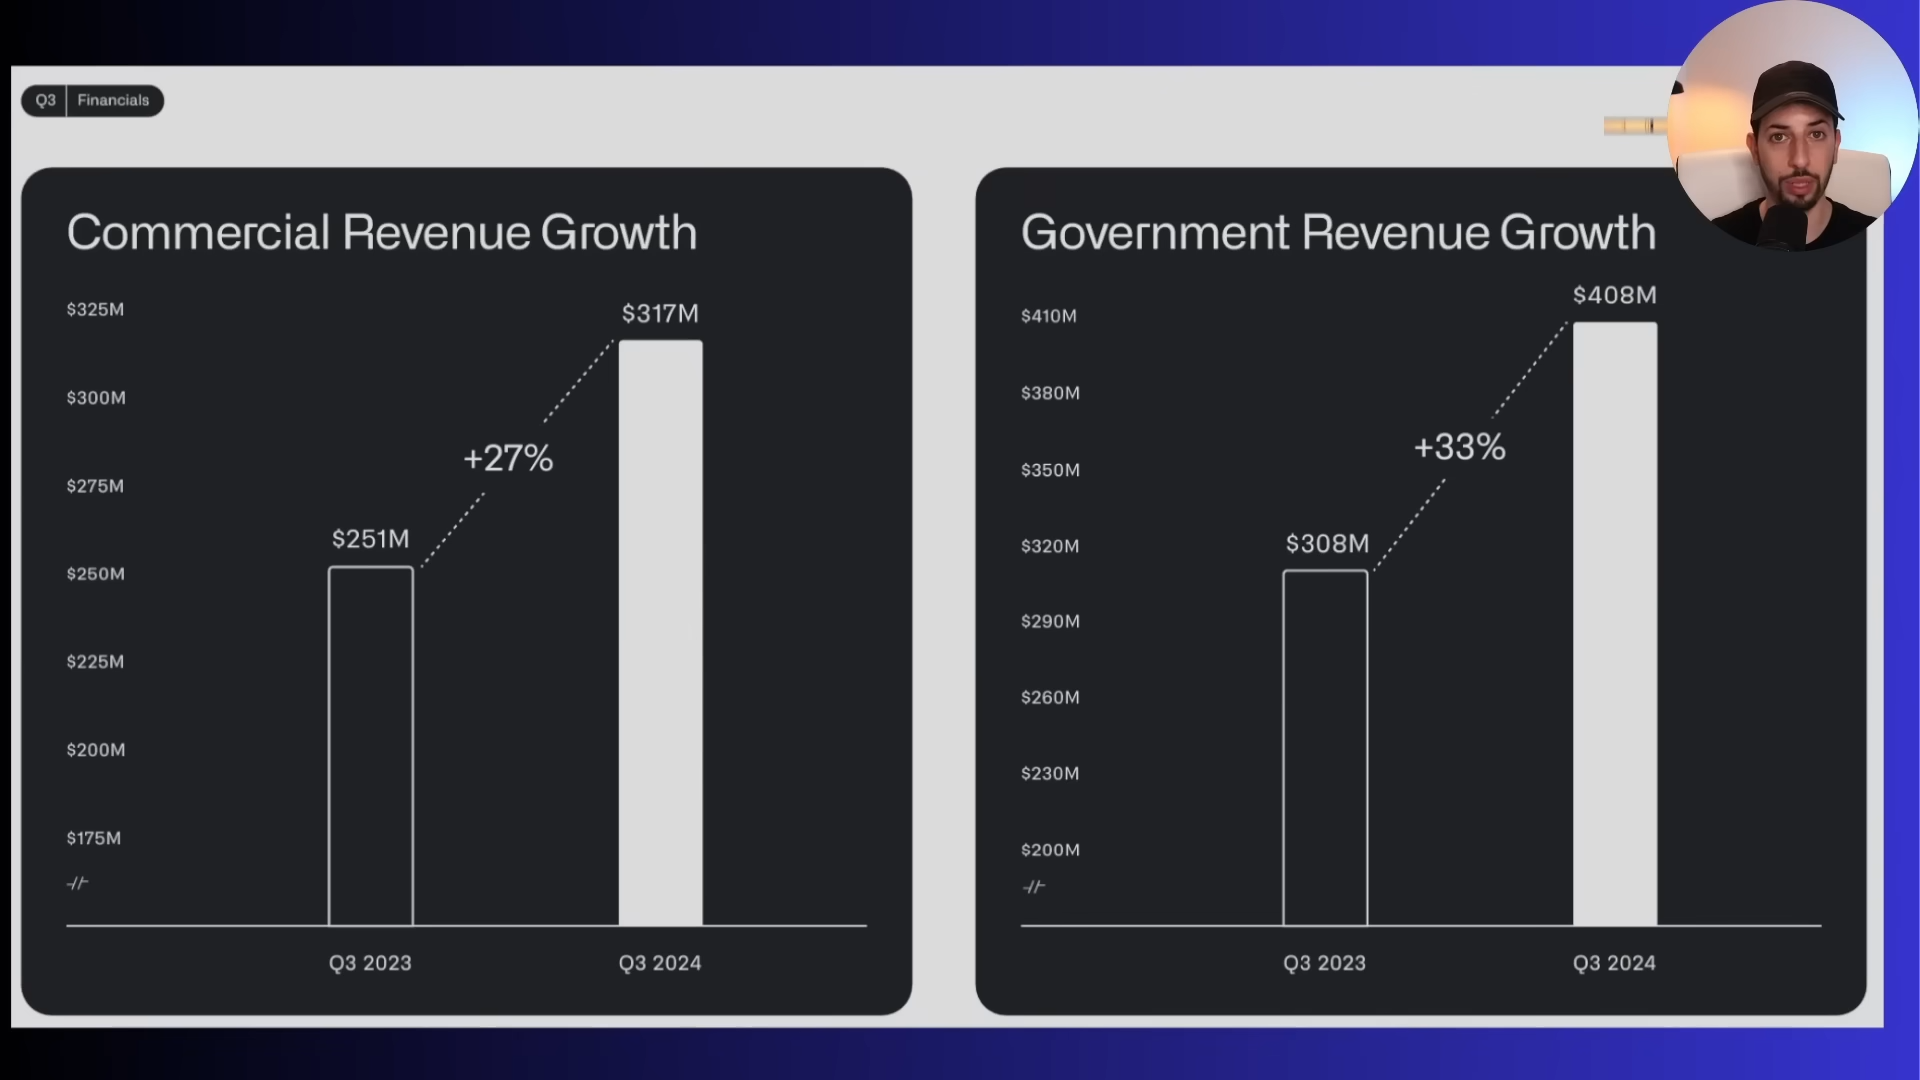 Q3 Financials
Commercial Revenue Growth
$325M
$300M
$275M
$250M
$225M
$200M
$175M
$251M
+27%
$317M
Q3 2023
Q3 2024
Government Revenue Growth
$410M
$380M
$350M
$320M
$290M
$260M
$230M
$200M
$308M
+33%
$408M
Q3 2023
Q3 2024